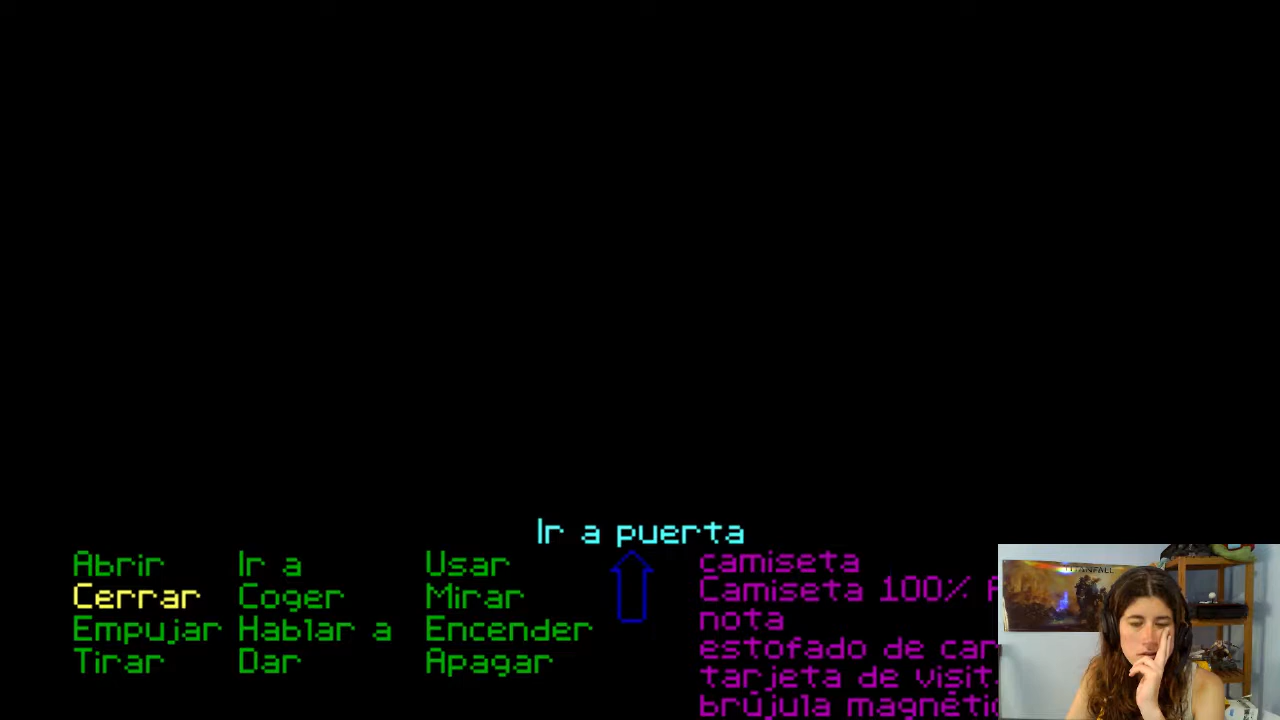 Ir a puerta
Abrir Ir a Usar
Cerrar Coger Mirar
Empujar Hablar a Encender
Tirar Dar Apagar
camiseta
Camiseta 100%
nota
estofado de
tarjeta de
brújula
TITANFALL